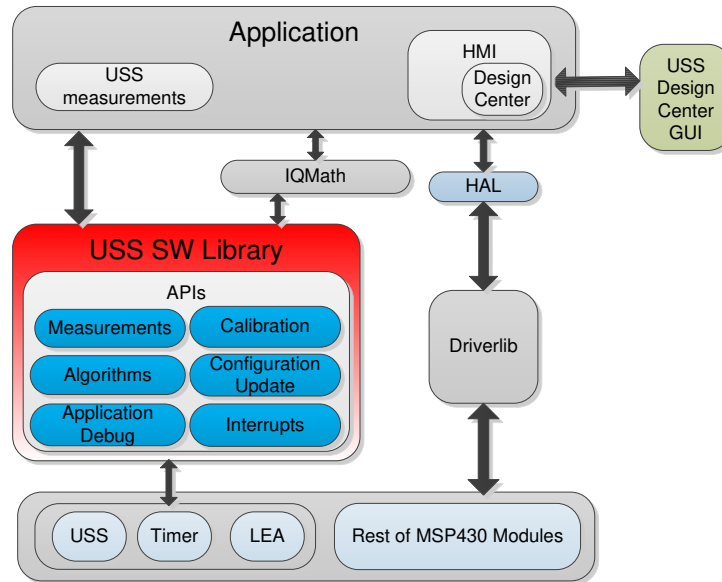 Application
USS
measurements
HMI
Design
Center
USS
Design
Center
GUI
IQMath
HAL
USS SW Library
APIs
Measurements
Calibration
Algorithms
Configuration
Update
Application
Debug
Interrupts
Driverlib
USS
Timer
LEA
Rest of MSP430 Modules